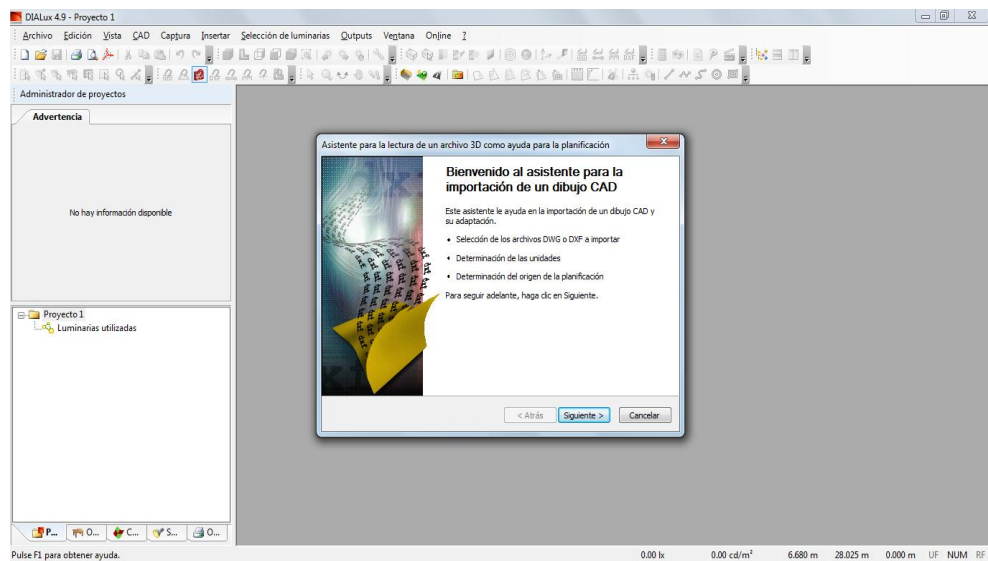 DIALux 4.9 - Proyecto 1
Archivo Edición Vista CAD Captura Insertar Selección de luminarias Outputs Ventana Online ?
Administrador de proyectos
Advertencia
No hay información disponible
Proyecto 1
Luminarias utilizadas
Asistente para la lectura de un archivo 3D como ayuda para la planificación
Bienvenido al asistente para la
importación de un dibujo CAD
Este asistente le ayuda en la importación de un dibujo CAD y
su adaptación.
• Selección de los archivos DWG o DXF a importar
• Determinación de las unidades
• Determinación del origen de la planificación
Para seguir adelante, haga clic en Siguiente.
< Atrás Siguiente > Cancelar
P... O... C... S... O...
Pulse F1 para obtener ayuda. 0.00 lx 0.00 cd/m² 6.680 m 28.025 m 0.000 m UF NUM RF